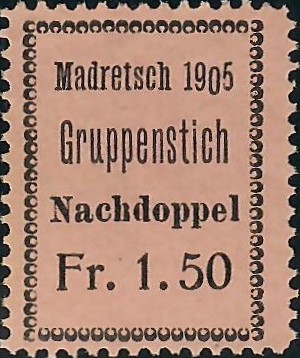 Madretsch 1905
Gruppenstich
Nachdoppel
Fr. 1.50